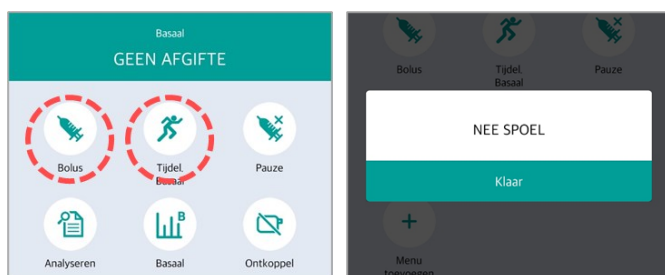 Basaal
GEEN AFGIFTE
Bolus
Tijdel.
Basaal
Pauze
Analyseren
Basaal
B
Ontkoppel
Bolus
Tijdel.
Basaal
Pauze
NEE SPOEL
Klaar
Menu
toevoegen